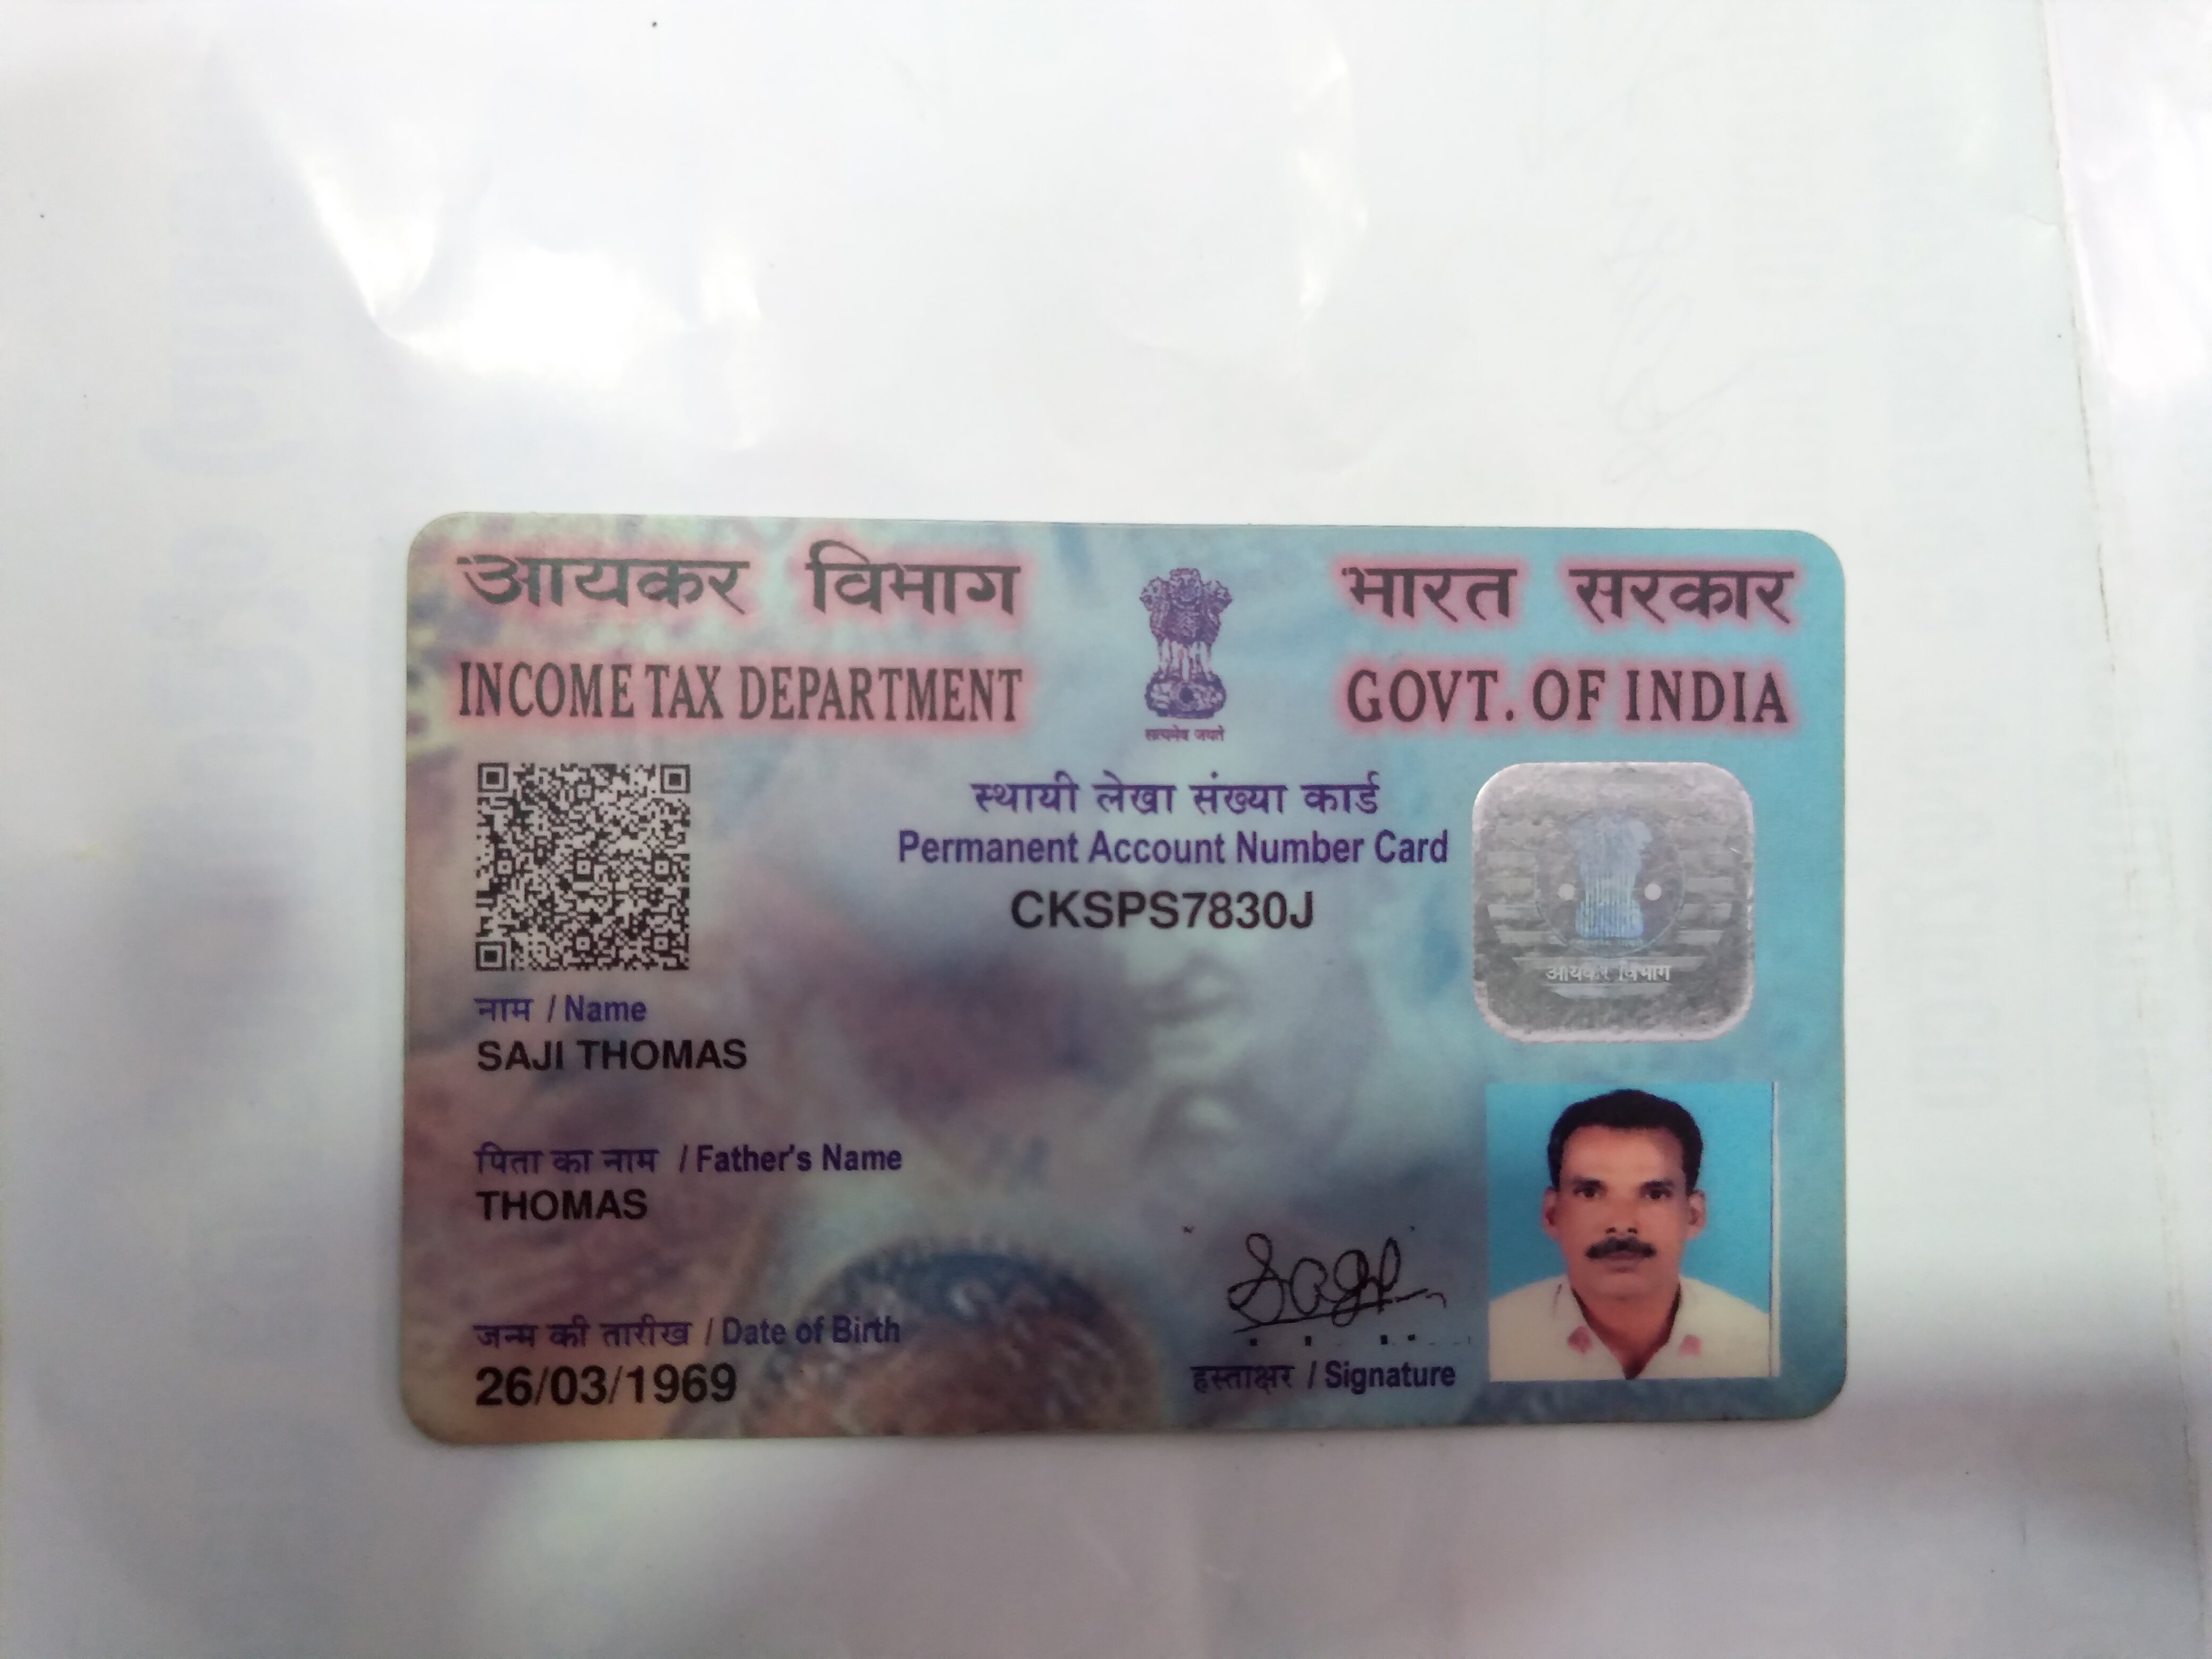 आयकर विभाग
INCOME TAX DEPARTMENT
सत्यमेव जयते
भारत सरकार
GOVT. OF INDIA
स्थायी लेखा संख्या कार्ड
Permanent Account Number Card
CKSPS7830J
आयकर विभाग
नाम / Name
SAJI THOMAS
पिता का नाम / Father's Name
THOMAS
जन्म की तारीख / Date of Birth
26/03/1969
हस्ताक्षर / Signature